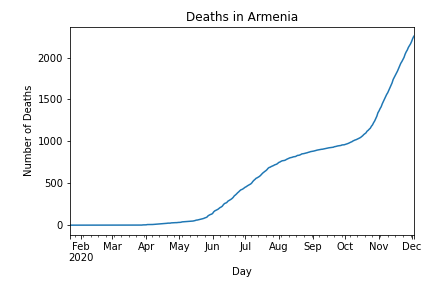 Deaths in Armenia
Number of Deaths
2000
1500
1000
500
0
Feb Mar Apr May Jun Jul Aug Sep Oct Nov Dec
2020
Day